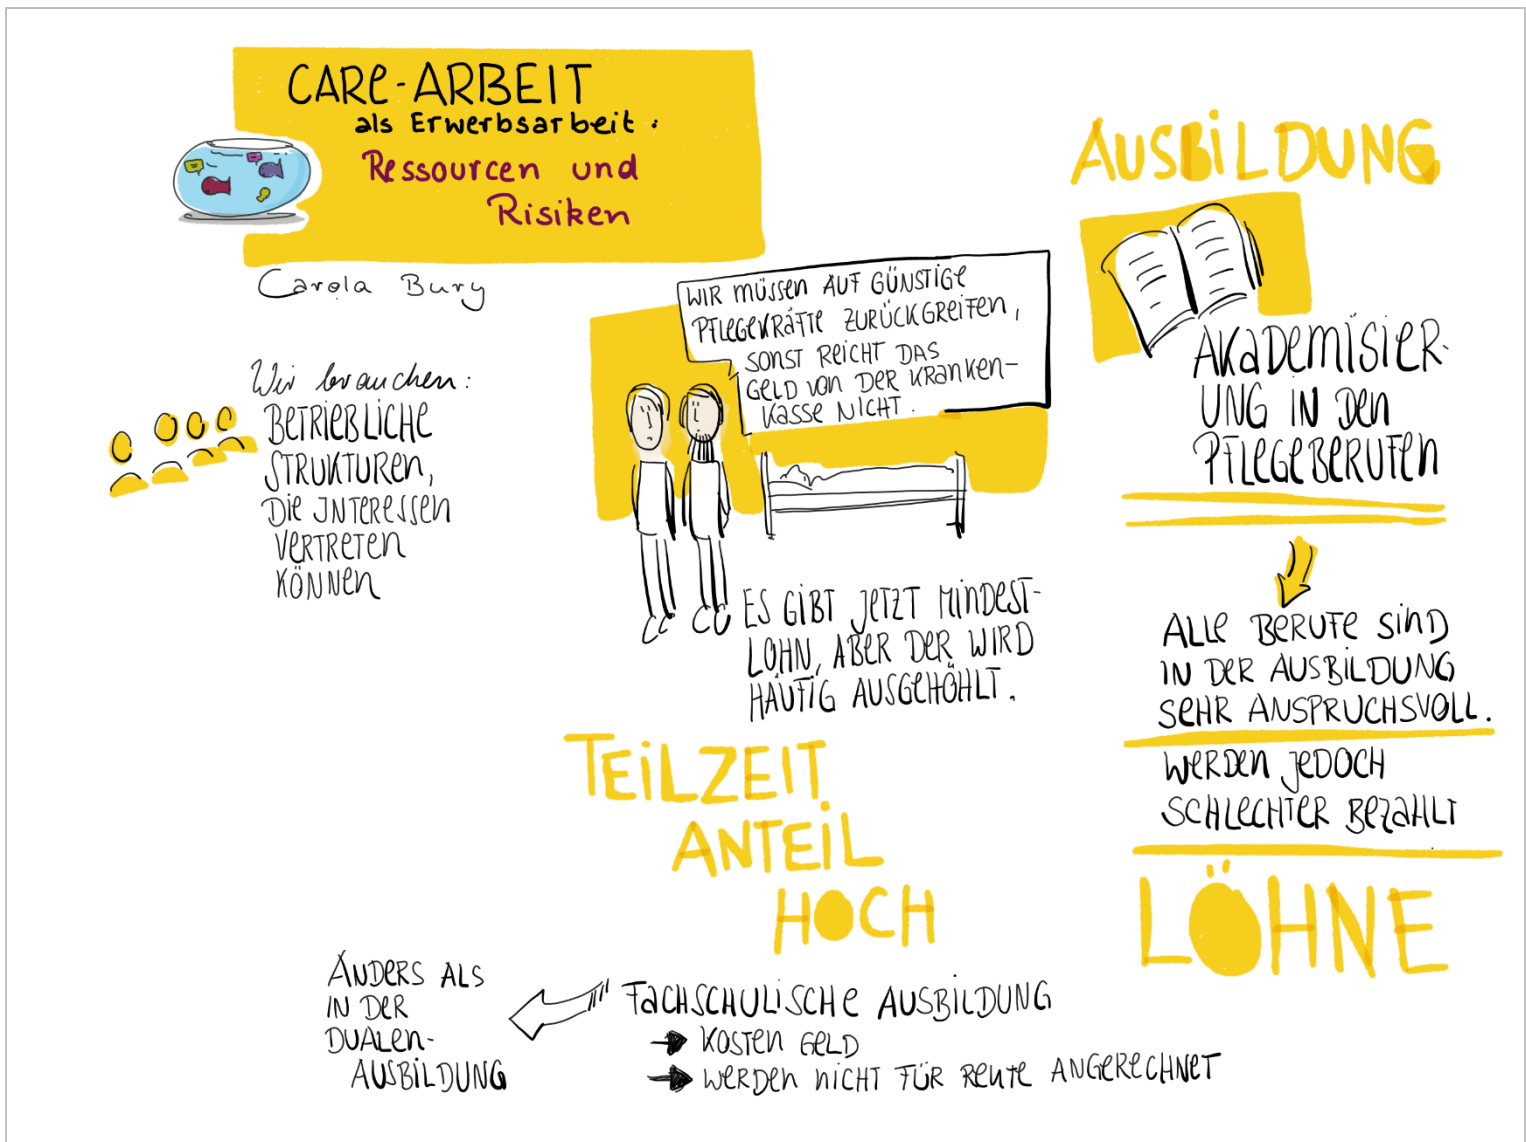 CARE-ARBEIT
als Erwerbsarbeit:
Ressourcen und
Risiken
Carola Bury
Wir brauchen:
BETRIEBLICHE
STRUKTUREN,
DIE INTERESSEN
VERTRETEN
KÖNNEN
WIR MÜSSEN AUF GÜNSTIGE
PFLEGEKRÄFTE ZURÜCKGREIFEN,
SONST REICHT DAS
GELD VON DER KRANKEN-
KASSE NICHT.
ES GIBT JETZT MINDEST-
LOHN, ABER DER WIRD
HÄUFIG AUSGEHÖHLT.
TEILZEIT
ANTEIL
HOCH
FACHSCHULISCHE AUSBILDUNG
→ KOSTEN GELD
→ WERDEN NICHT FÜR RENTE ANGERECHNET
ANDERS ALS
IN DER
DUALEN-
AUSBILDUNG
AUSBILDUNG
AKADEMISIER-
UNG IN DEN
PFLEGEBERUFEN
ALLE BERUFE SIND
IN DER AUSBILDUNG
SEHR ANSPRUCHSVOLL.
WERDEN JEDOCH
SCHLECHTER BEZAHLT
LÖHNE